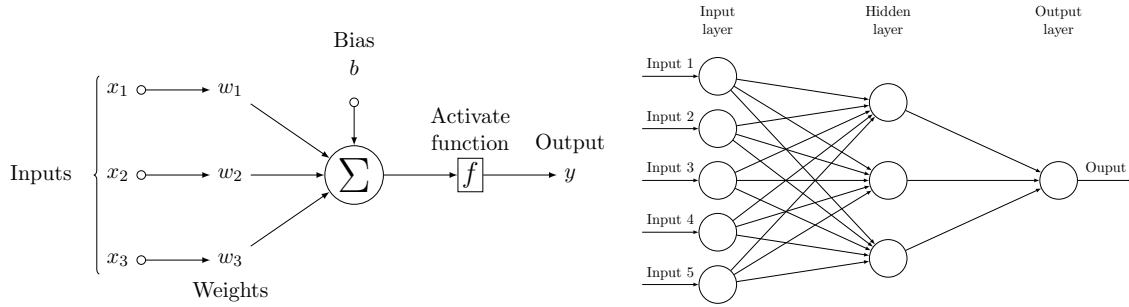 Bias
b
x1 w1
Activate
function
Output
Inputs
x2 w2
∑
f
y
x3 w3
Weights
Input
layer
Hidden
layer
Output
layer
Input 1
Input 2
Input 3
Input 4
Input 5
Ouput